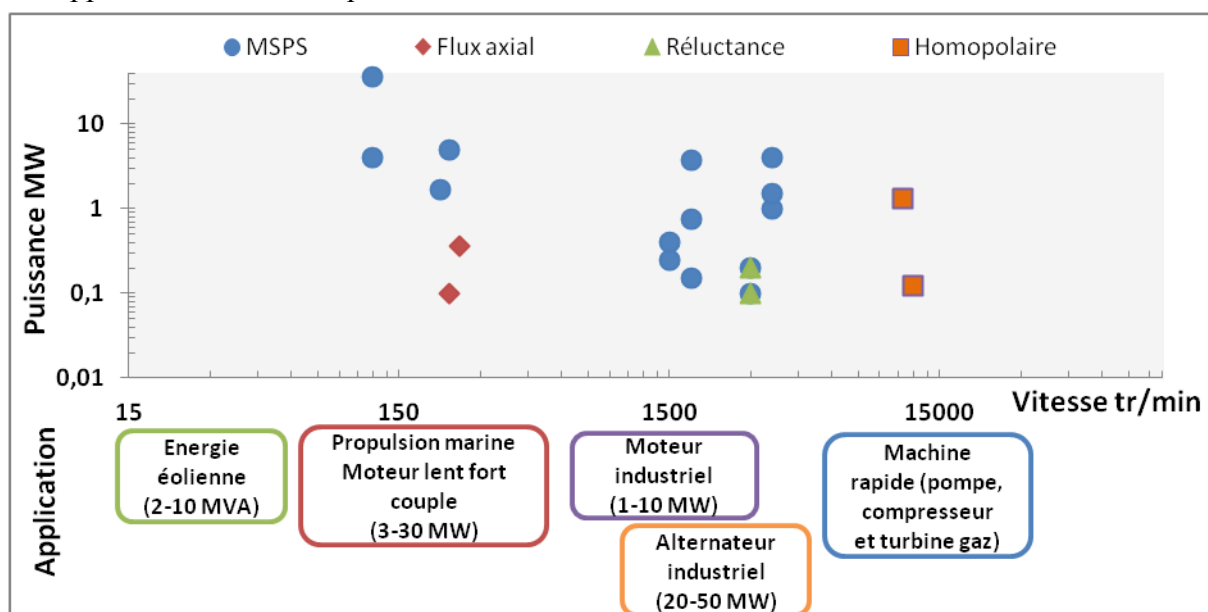 MSPS Flux axial Réluctance Homopolaire
Puissance MW
10
1
0,1
0,01
15 150 1500 15000 Vitesse tr/min
Application
Energie
éolienne
(2-10 MVA)
Propulsion marine
Moteur lent fort
couple
(3-30 MW)
Moteur
industriel
(1-10 MW)
Alternateur
industriel
(20-50 MW)
Machine
rapide (pompe,
compresseur
et turbine gaz)